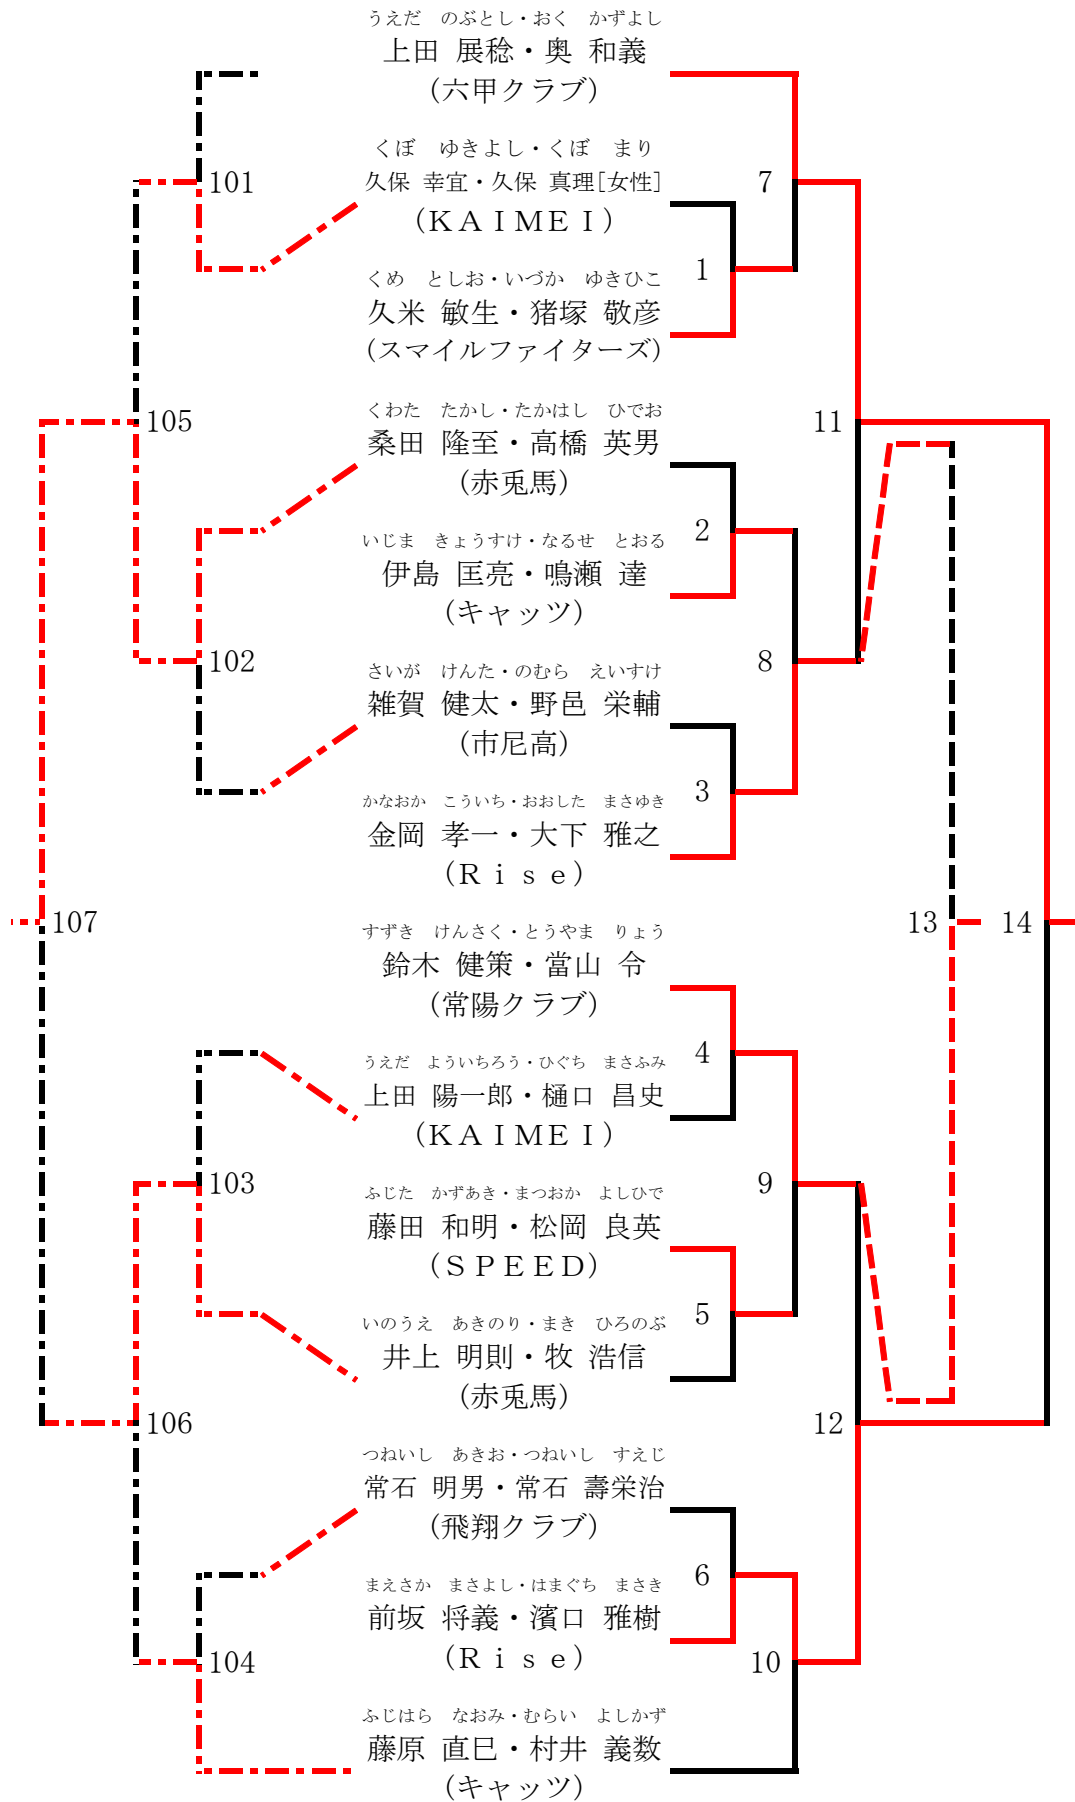 うえだ　のぶとし・おく　かずよし
上田 展稔・奥 和義
(六甲クラブ)
くぼ　ゆきよし・くぼ　まり
101
久保 幸宜・久保 真理[女性]
7
(ＫＡＩＭＥＩ)
1
くめ　としお・いづか　ゆきひこ
久米 敏生・猪塚 敬彦
(スマイルファイターズ)
くわた　たかし・たかはし　ひでお
105
11
桑田 隆至・高橋 英男
(赤兎馬)
2
いじま　きょうすけ・なるせ　とおる
伊島 匡亮・鳴瀬 達
(キャッツ)
102
8
さいが　けんた・のむら　えいすけ
雑賀 健太・野邑 栄輔
(市尼高)
3
かなおか　こういち・おおした　まさゆき
金岡 孝一・大下 雅之
(Ｒｉｓｅ)
107
13
14
すずき　けんさく・とうやま　りょう
鈴木 健策・當山 令
(常陽クラブ)
4
うえだ　よういちろう・ひぐち　まさふみ
上田 陽一郎・樋口 昌史
(ＫＡＩＭＥＩ)
103
9
ふじた　かずあき・まつおか　よしひで
藤田 和明・松岡 良英
(ＳＰＥＥＤ)
5
いのうえ　あきのり・まき　ひろのぶ
井上 明則・牧 浩信
(赤兎馬)
106
12
つねいし　あきお・つねいし　すえじ
常石 明男・常石 壽栄治
(飛翔クラブ)
6
まえさか　まさよし・はまぐち　まさき
前坂 将義・濱口 雅樹
(Ｒｉｓｅ)
104
10
ふじはら　なおみ・むらい　よしかず
藤原 直巳・村井 義数
(キャッツ)